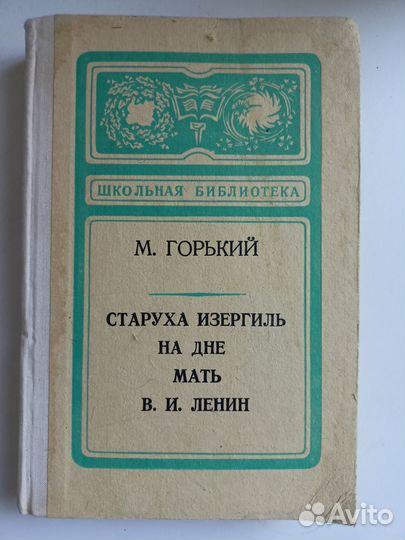 ШКОЛЬНАЯ БИБЛИОТЕКА
М. ГОРЬКИЙ
СТАРУХА ИЗЕРГИЛЬ
НА ДНЕ
МАТЬ
В. И. ЛЕНИН
Avito